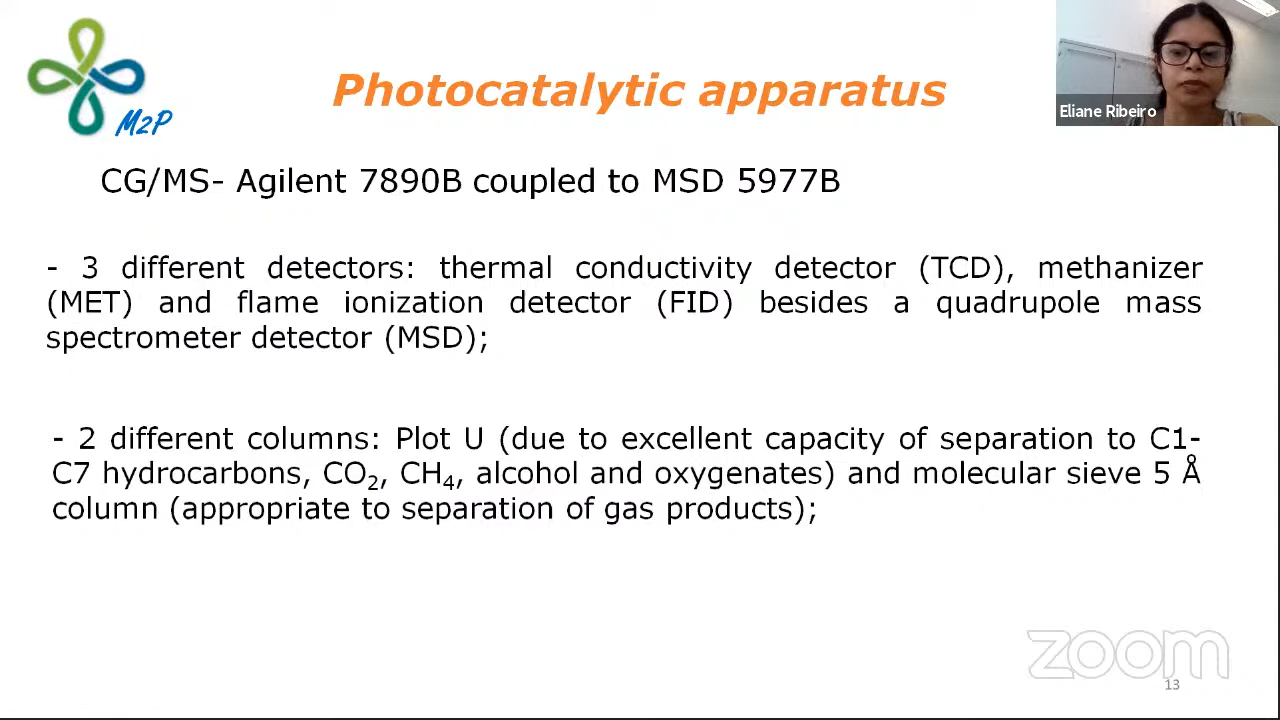 M2P
Photocatalytic apparatus
Eliane Ribeiro
CG/MS- Agilent 7890B coupled to MSD 5977B
- 3 different detectors: thermal conductivity detector (TCD), methanizer
(MET) and flame ionization detector (FID) besides a quadrupole mass
spectrometer detector (MSD);
- 2 different columns: Plot U (due to excellent capacity of separation to C1-
C7 hydrocarbons, CO₂, CH₄, alcohol and oxygenates) and molecular sieve 5 Å
column (appropriate to separation of gas products);
zoom
13